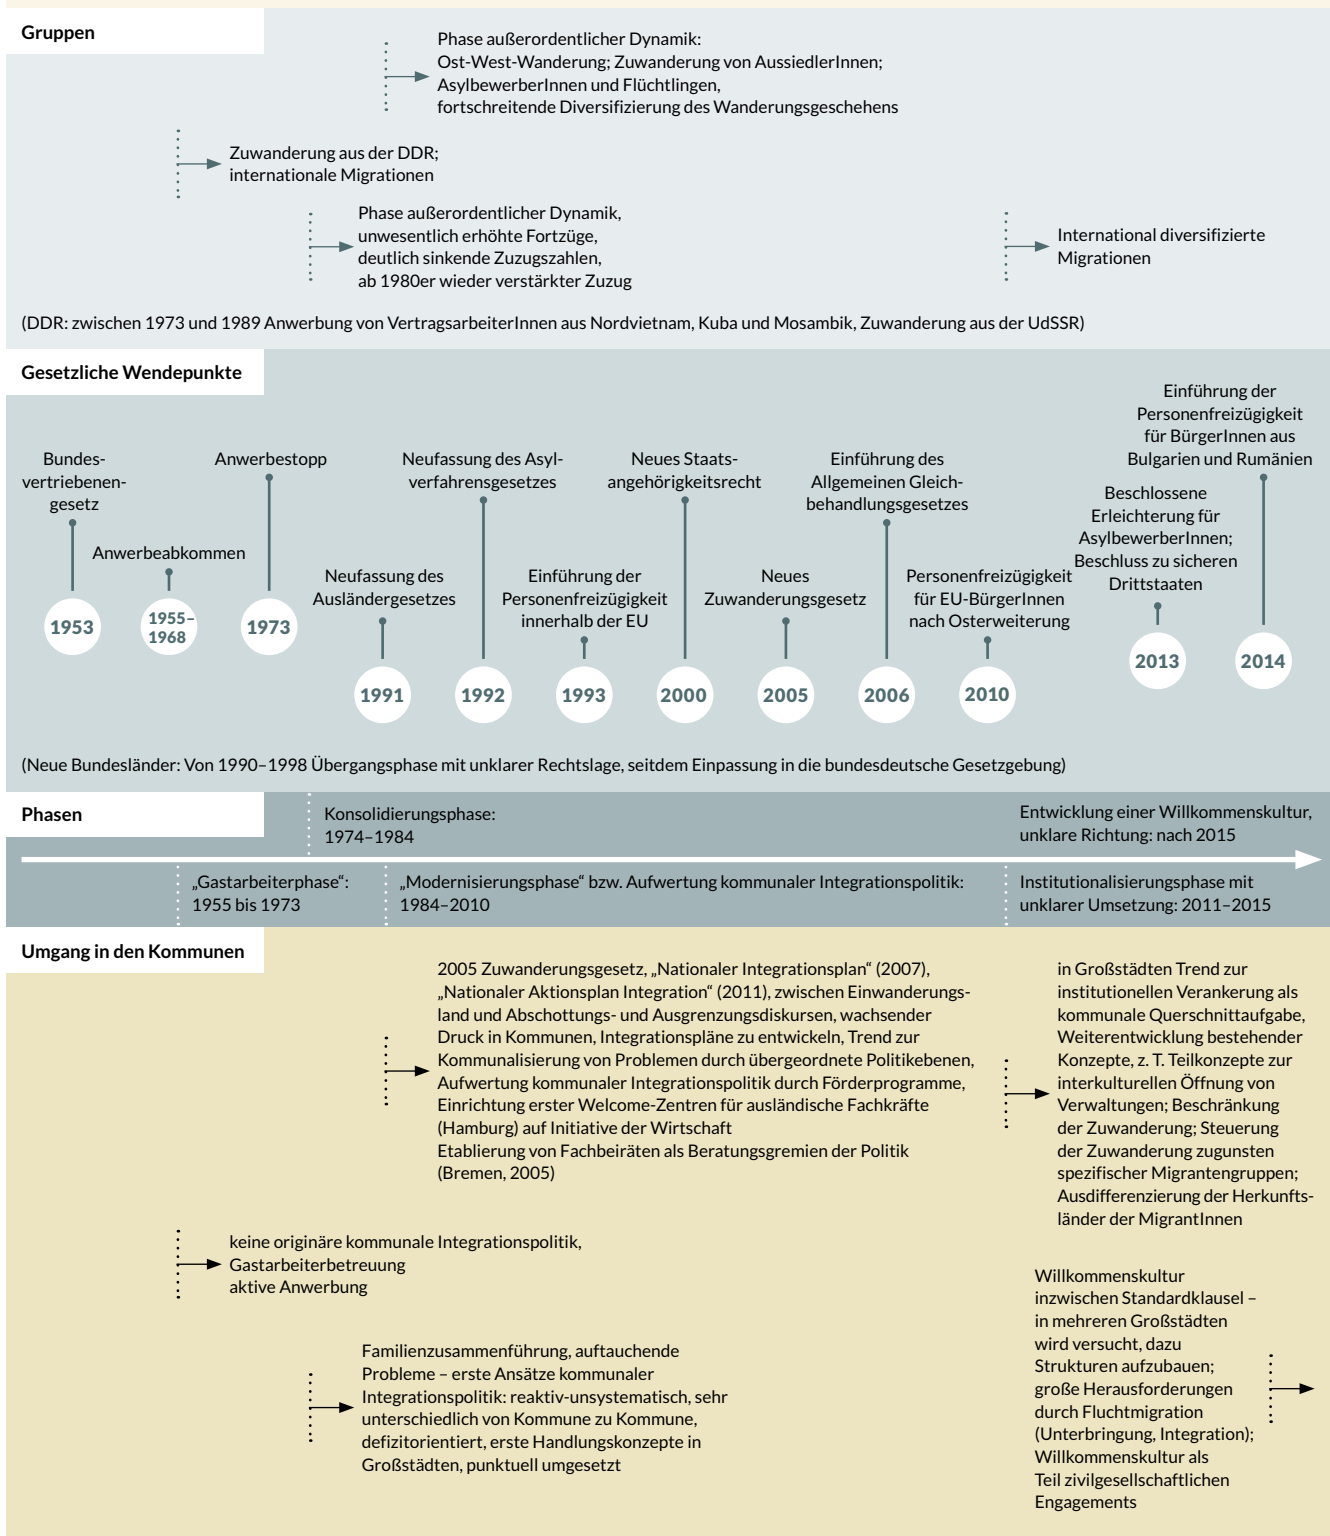 Gruppen
Phase außerordentlicher Dynamik:
Ost-West-Wanderung; Zuwanderung von AussiedlerInnen;
AsylbewerberInnen und Flüchtlingen,
fortschreitende Diversifizierung des Wanderungsgeschehens
Zuwanderung aus der DDR;
internationale Migrationen
Phase außerordentlicher Dynamik,
unwesentlich erhöhte Fortzüge,
deutlich sinkende Zuzugszahlen,
ab 1980er wieder verstärkter Zuzug
International diversifizierte
Migrationen
(DDR: zwischen 1973 und 1989 Anwerbung von VertragsarbeiterInnen aus Nordvietnam, Kuba und Mosambik, Zuwanderung aus der UdSSR)
Gesetzliche Wendepunkte
Bundes-
vertriebenen-
gesetz
1953
Anwerbeabkommen
1955–
1968
Anwerbestopp
1973
Neufassung des
Ausländergesetzes
1991
Neufassung des Asyl-
verfahrensgesetzes
1992
Einführung der
Personenfreizügigkeit
innerhalb der EU
1993
Neues Staats-
angehörigkeitsrecht
2000
Neues
Zuwanderungsgesetz
2005
Einführung des
Allgemeinen Gleich-
behandlungsgesetzes
2006
Personenfreizügigkeit
für EU-BürgerInnen
nach Osterweiterung
2010
Beschlossene
Erleichterung für
AsylbewerberInnen;
Beschluss zu sicheren
Drittstaaten
2013
Einführung der
Personenfreizügigkeit
für BürgerInnen aus
Bulgarien und Rumänien
2014
(Neue Bundesländer: Von 1990–1998 Übergangsphase mit unklarer Rechtslage, seitdem Einpassung in die bundesdeutsche Gesetzgebung)
Phasen
Konsolidierungsphase:
1974–1984
Entwicklung einer Willkommenskultur,
unklare Richtung: nach 2015
„Gastarbeiterphase“:
1955 bis 1973
„Modernisierungsphase“ bzw. Aufwertung kommunaler Integrationspolitik:
1984–2010
Institutionalisierungsphase mit
unklarer Umsetzung: 2011–2015
Umgang in den Kommunen
2005 Zuwanderungsgesetz, „Nationaler Integrationsplan“ (2007),
„Nationaler Aktionsplan Integration“ (2011), zwischen Einwanderungs-
land und Abschottungs- und Ausgrenzungsdiskursen, wachsender
Druck in Kommunen, Integrationspläne zu entwickeln, Trend zur
Kommunalisierung von Problemen durch übergeordnete Politikebenen,
Aufwertung kommunaler Integrationspolitik durch Förderprogramme,
Einrichtung erster Welcome-Zentren für ausländische Fachkräfte
(Hamburg) auf Initiative der Wirtschaft
Etablierung von Fachbeiräten als Beratungsgremien der Politik
(Bremen, 2005)
in Großstädten Trend zur
institutionellen Verankerung als
kommunale Querschnittaufgabe,
Weiterentwicklung bestehender
Konzepte, z. T. Teilkonzepte zur
interkulturellen Öffnung von
Verwaltungen; Beschränkung
der Zuwanderung; Steuerung
der Zuwanderung zugunsten
spezifischer Migrantengruppen;
Ausdifferenzierung der Herkunfts-
länder der MigrantInnen
keine originäre kommunale Integrationspolitik,
Gastarbeiterbetreuung
aktive Anwerbung
Familienzusammenführung, auftauchende
Probleme – erste Ansätze kommunaler
Integrationspolitik: reaktiv-unsystematisch, sehr
unterschiedlich von Kommune zu Kommune,
defizitorientiert, erste Handlungskonzepte in
Großstädten, punktuell umgesetzt
Willkommenskultur
inzwischen Standardklausel –
in mehreren Großstädten
wird versucht, dazu
Strukturen aufzubauen;
große Herausforderungen
durch Fluchtmigration
(Unterbringung, Integration);
Willkommenskultur als
Teil zivilgesellschaftlichen
Engagements